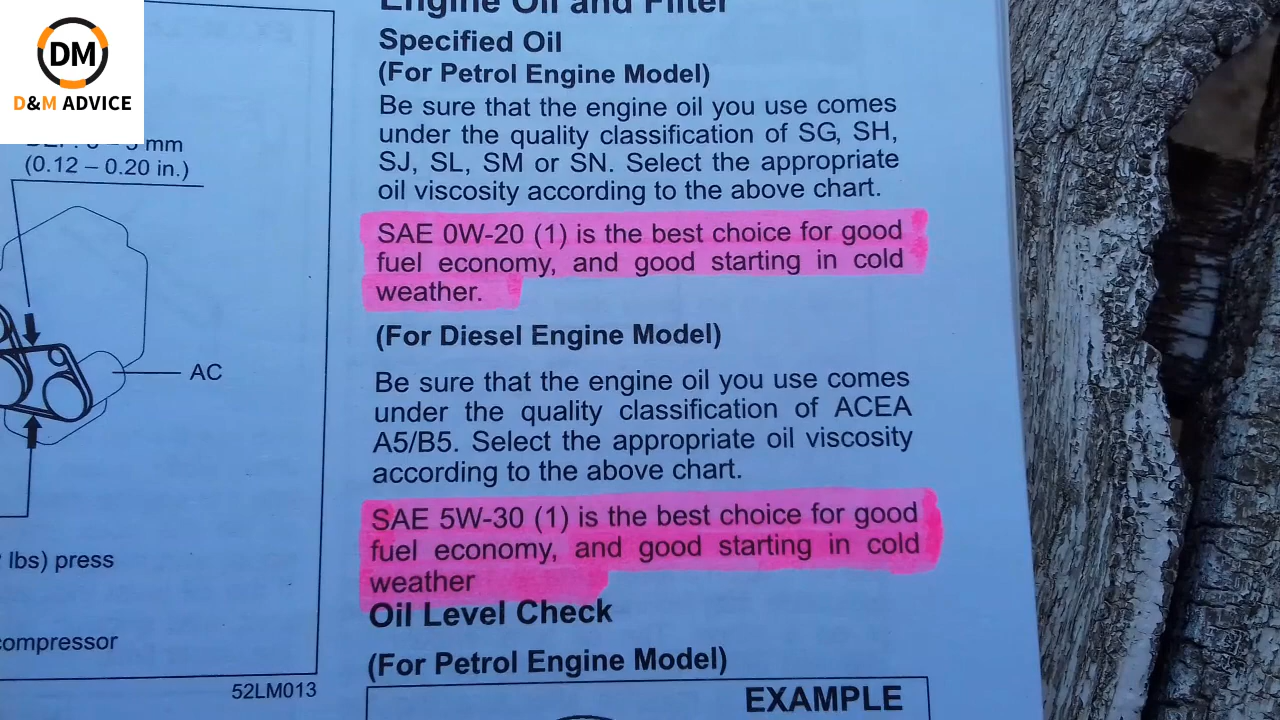 DM
D&M ADVICE
mm
(0.12 – 0.20 in.)
AC
lbs) press
compressor
52LM013
Engine Oil and Filter
Specified Oil
(For Petrol Engine Model)
Be sure that the engine oil you use comes
under the quality classification of SG, SH,
SJ, SL, SM or SN. Select the appropriate
oil viscosity according to the above chart.
SAE 0W-20 (1) is the best choice for good
fuel economy, and good starting in cold
weather.
(For Diesel Engine Model)
Be sure that the engine oil you use comes
under the quality classification of ACEA
A5/B5. Select the appropriate oil viscosity
according to the above chart.
SAE 5W-30 (1) is the best choice for good
fuel economy, and good starting in cold
weather
Oil Level Check
(For Petrol Engine Model)
EXAMPLE